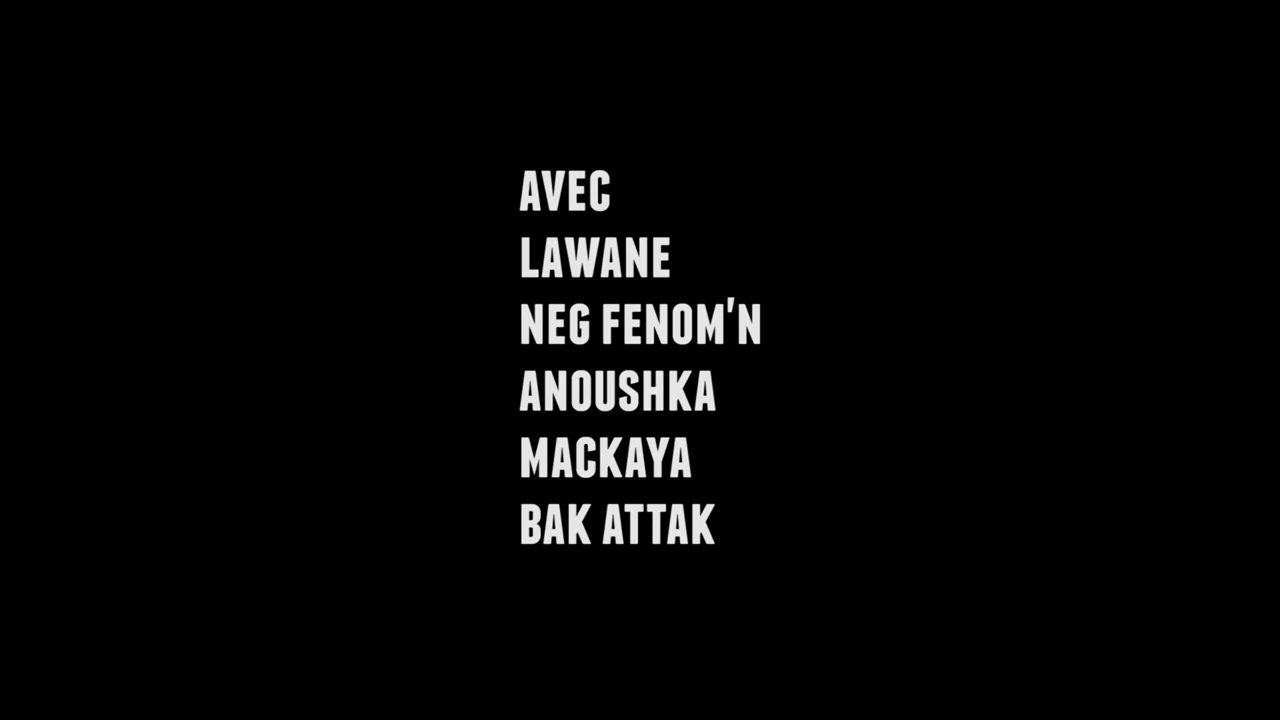 AVEC
LAWANE
NEG FENOM'N
ANOUSHKA
MACKAYA
BAK ATTAK